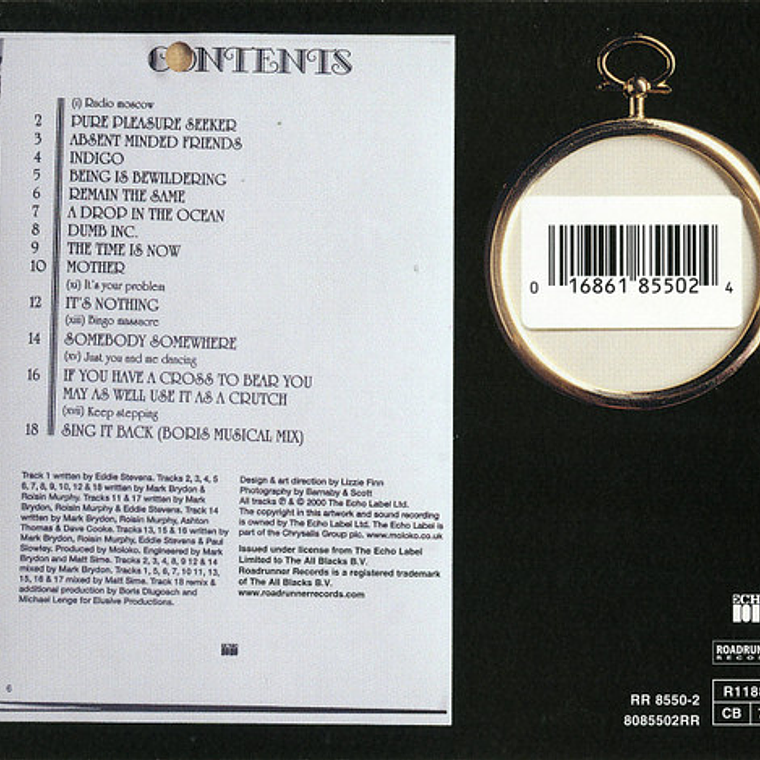 CONTENTS
(i) Radio moscow
2 PURE PLEASURE SEEKER
3 ABSENT MINDED FRIENDS
4 INDIGO
5 BEING IS BEWILDERING
6 REMAIN THE SAME
7 A DROP IN THE OCEAN
8 DUMB INC.
9 THE TIME IS NOW
10 MOTHER
(xi) It's your problem
12 IT'S NOTHING
(xiii) Bingo massacre
14 SOMEBODY SOMEWHERE
(xv) Just you and me dancing
16 IF YOU HAVE A CROSS TO BEAR YOU
MAY AS WELL USE IT AS A CRUTCH
(xvii) Keep stepping
18 SING IT BACK (BORIS MUSICAL MIX)
Track 1 written by Eddie Stevens. Tracks 2, 3, 4, 5
6, 7, 8, 9, 10, 12 & 18 written by Mark Brydon &
Roisin Murphy. Tracks 11 & 17 written by Mark
Brydon, Roisin Murphy & Eddie Stevens. Track 14
written by Mark Brydon, Roisin Murphy, Ashton
Thomas & Dave Cooke. Tracks 13, 15 & 16 written by
Mark Brydon, Roisin Murphy, Eddie Stevens & Paul
Slowley. Produced by Moloko. Engineered by Mark
Brydon and Matt Sime. Tracks 2, 3, 4, 8, 9 12 & 14
mixed by Mark Brydon. Tracks 1, 5, 6, 7, 10 11, 13,
15, 16 & 17 mixed by Matt Sime. Track 18 remix &
additional production by Boris Dlugosch and
Michael Lange for Elusive Productions.
Design & art direction by Lizzie Finn
Photography by Barnaby & Scott
All tracks ℗ & © 2000 The Echo Label Ltd.
The copyright in this artwork and sound recording
is owned by The Echo Label Ltd. The Echo Label is
part of the Chrysalis Group plc. www.moloko.co.uk
Issued under license from The Echo Label
Limited to The All Blacks B.V.
Roadrunner Records is a registered trademark
of The All Blacks B.V.
www.roadrunnerrecords.com
6
0 16861 85502 4
ECH
ROADRUN
RECO
RR 8550-2
8085502RR
R118
CB